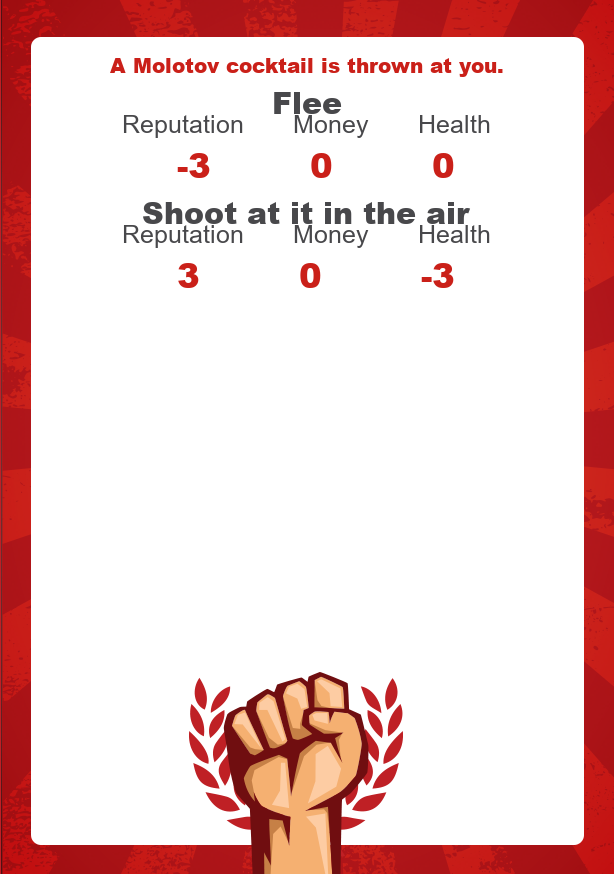 A Molotov cocktail is thrown at you.
Flee
Reputation Money Health
-3 0 0
Shoot at it in the air
Reputation Money Health
3 0 -3